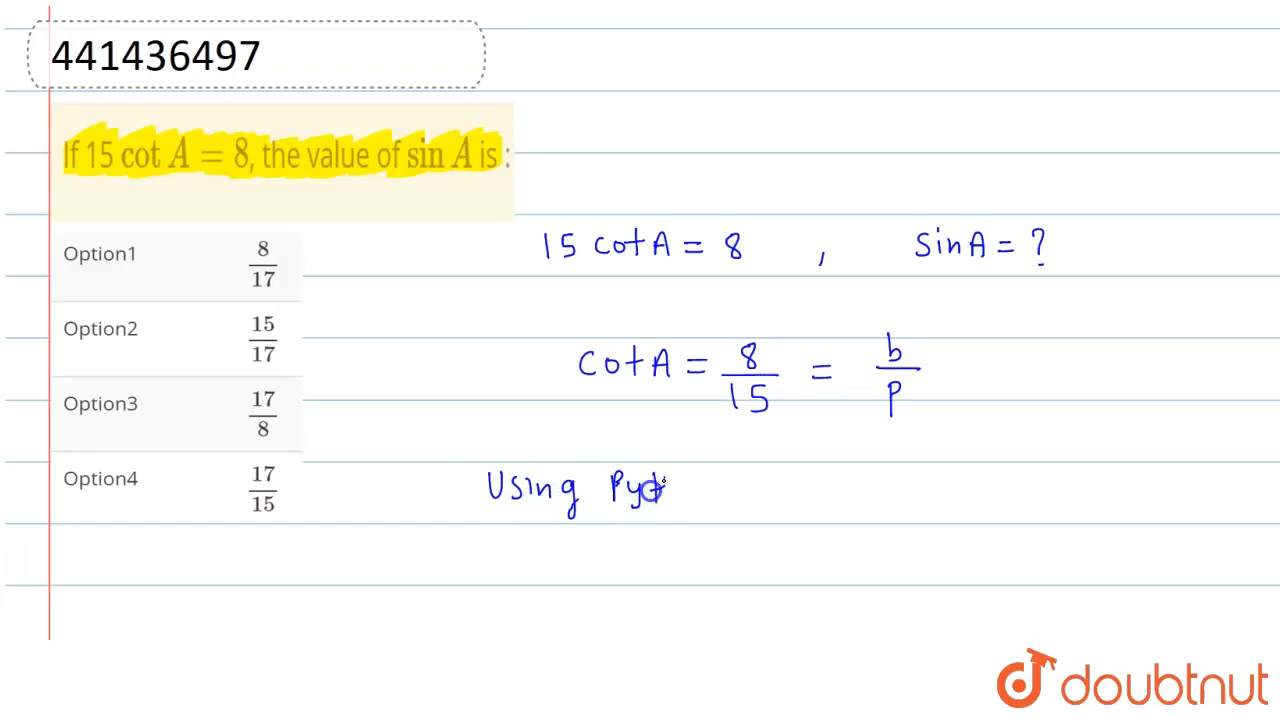 441436497
If 15 cot A = 8, the value of sin A is :
Option1 8/17
Option2 15/17
Option3 17/8
Option4 17/15
15 cot A = 8 , sin A = ?
cot A = 8/15 = b/p
Using Pyt
doubtnut